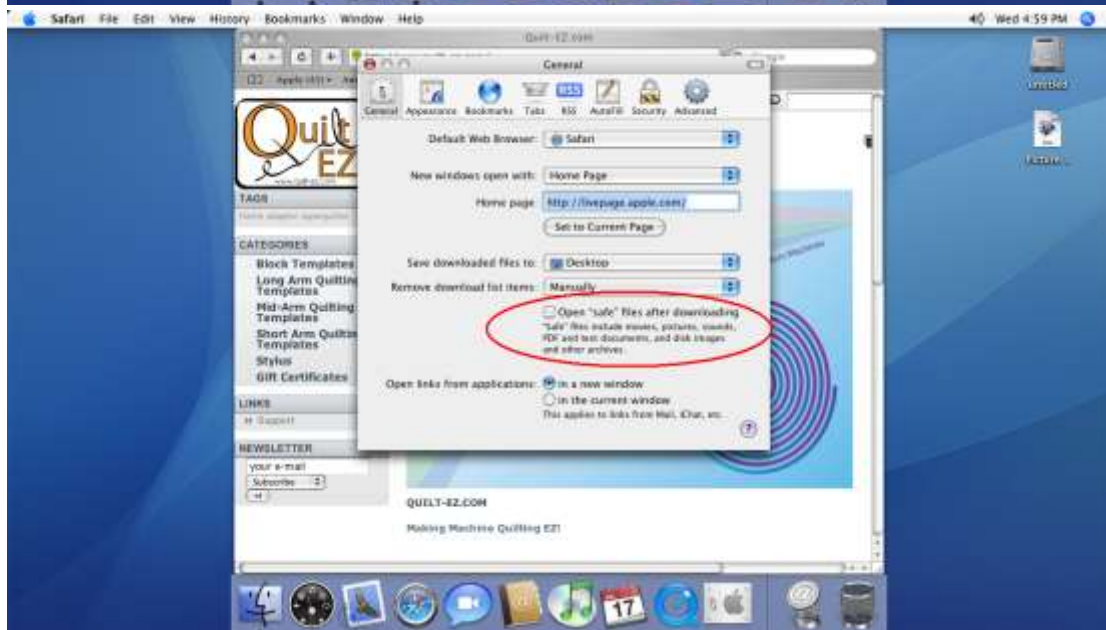 Safari File Edit View History Bookmarks Window Help
Wed 4:59 PM
Quilt-EZ.com
General
General Appearance Bookmarks Tabs RSS AutoFill Security Advanced
Default Web Browser: Safari
New windows open with: Home Page
Home page: http://livepage.apple.com/
Set to Current Page
Save downloaded files to: Desktop
Remove download list items: Manually
Open "safe" files after downloading
"Safe" files include movies, pictures, sounds,
PDF and text documents, and disk images
and other archives.
Open links from applications: in a new window
in the current window
This applies to links from Mail, iChat, etc.
?
Quilt
EZ
www.Quilt-EZ.com
TAGS
CATEGORIES
Block Templates
Long Arm Quilting
Templates
Mid-Arm Quilting
Templates
Short Arm Quiltin
Templates
Stylus
Gift Certificates
LINKS
Support
NEWSLETTER
your e-mail
Subscribe
QUILT-EZ.COM
Making Machine Quilting EZ!
untitled
17